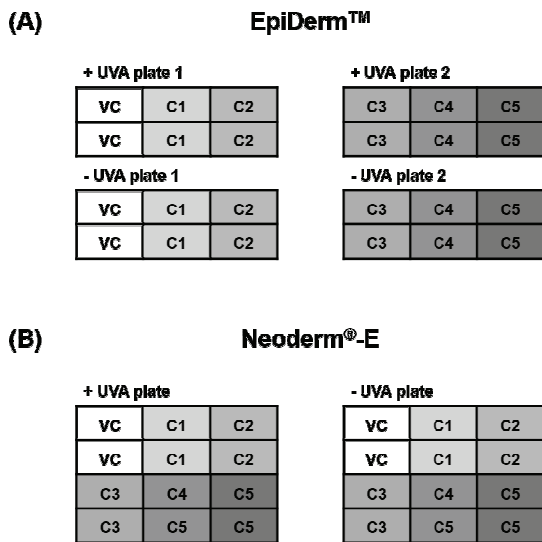 (A) EpiDerm™
+ UVA plate 1 + UVA plate 2
VC C1 C2 C3 C4 C5
VC C1 C2 C3 C4 C5
- UVA plate 1 - UVA plate 2
VC C1 C2 C3 C4 C5
VC C1 C2 C3 C4 C5
(B) Neoderm®-E
+ UVA plate - UVA plate
VC C1 C2 VC C1 C2
VC C1 C2 VC C1 C2
C3 C4 C5 C3 C4 C5
C3 C5 C5 C3 C5 C5